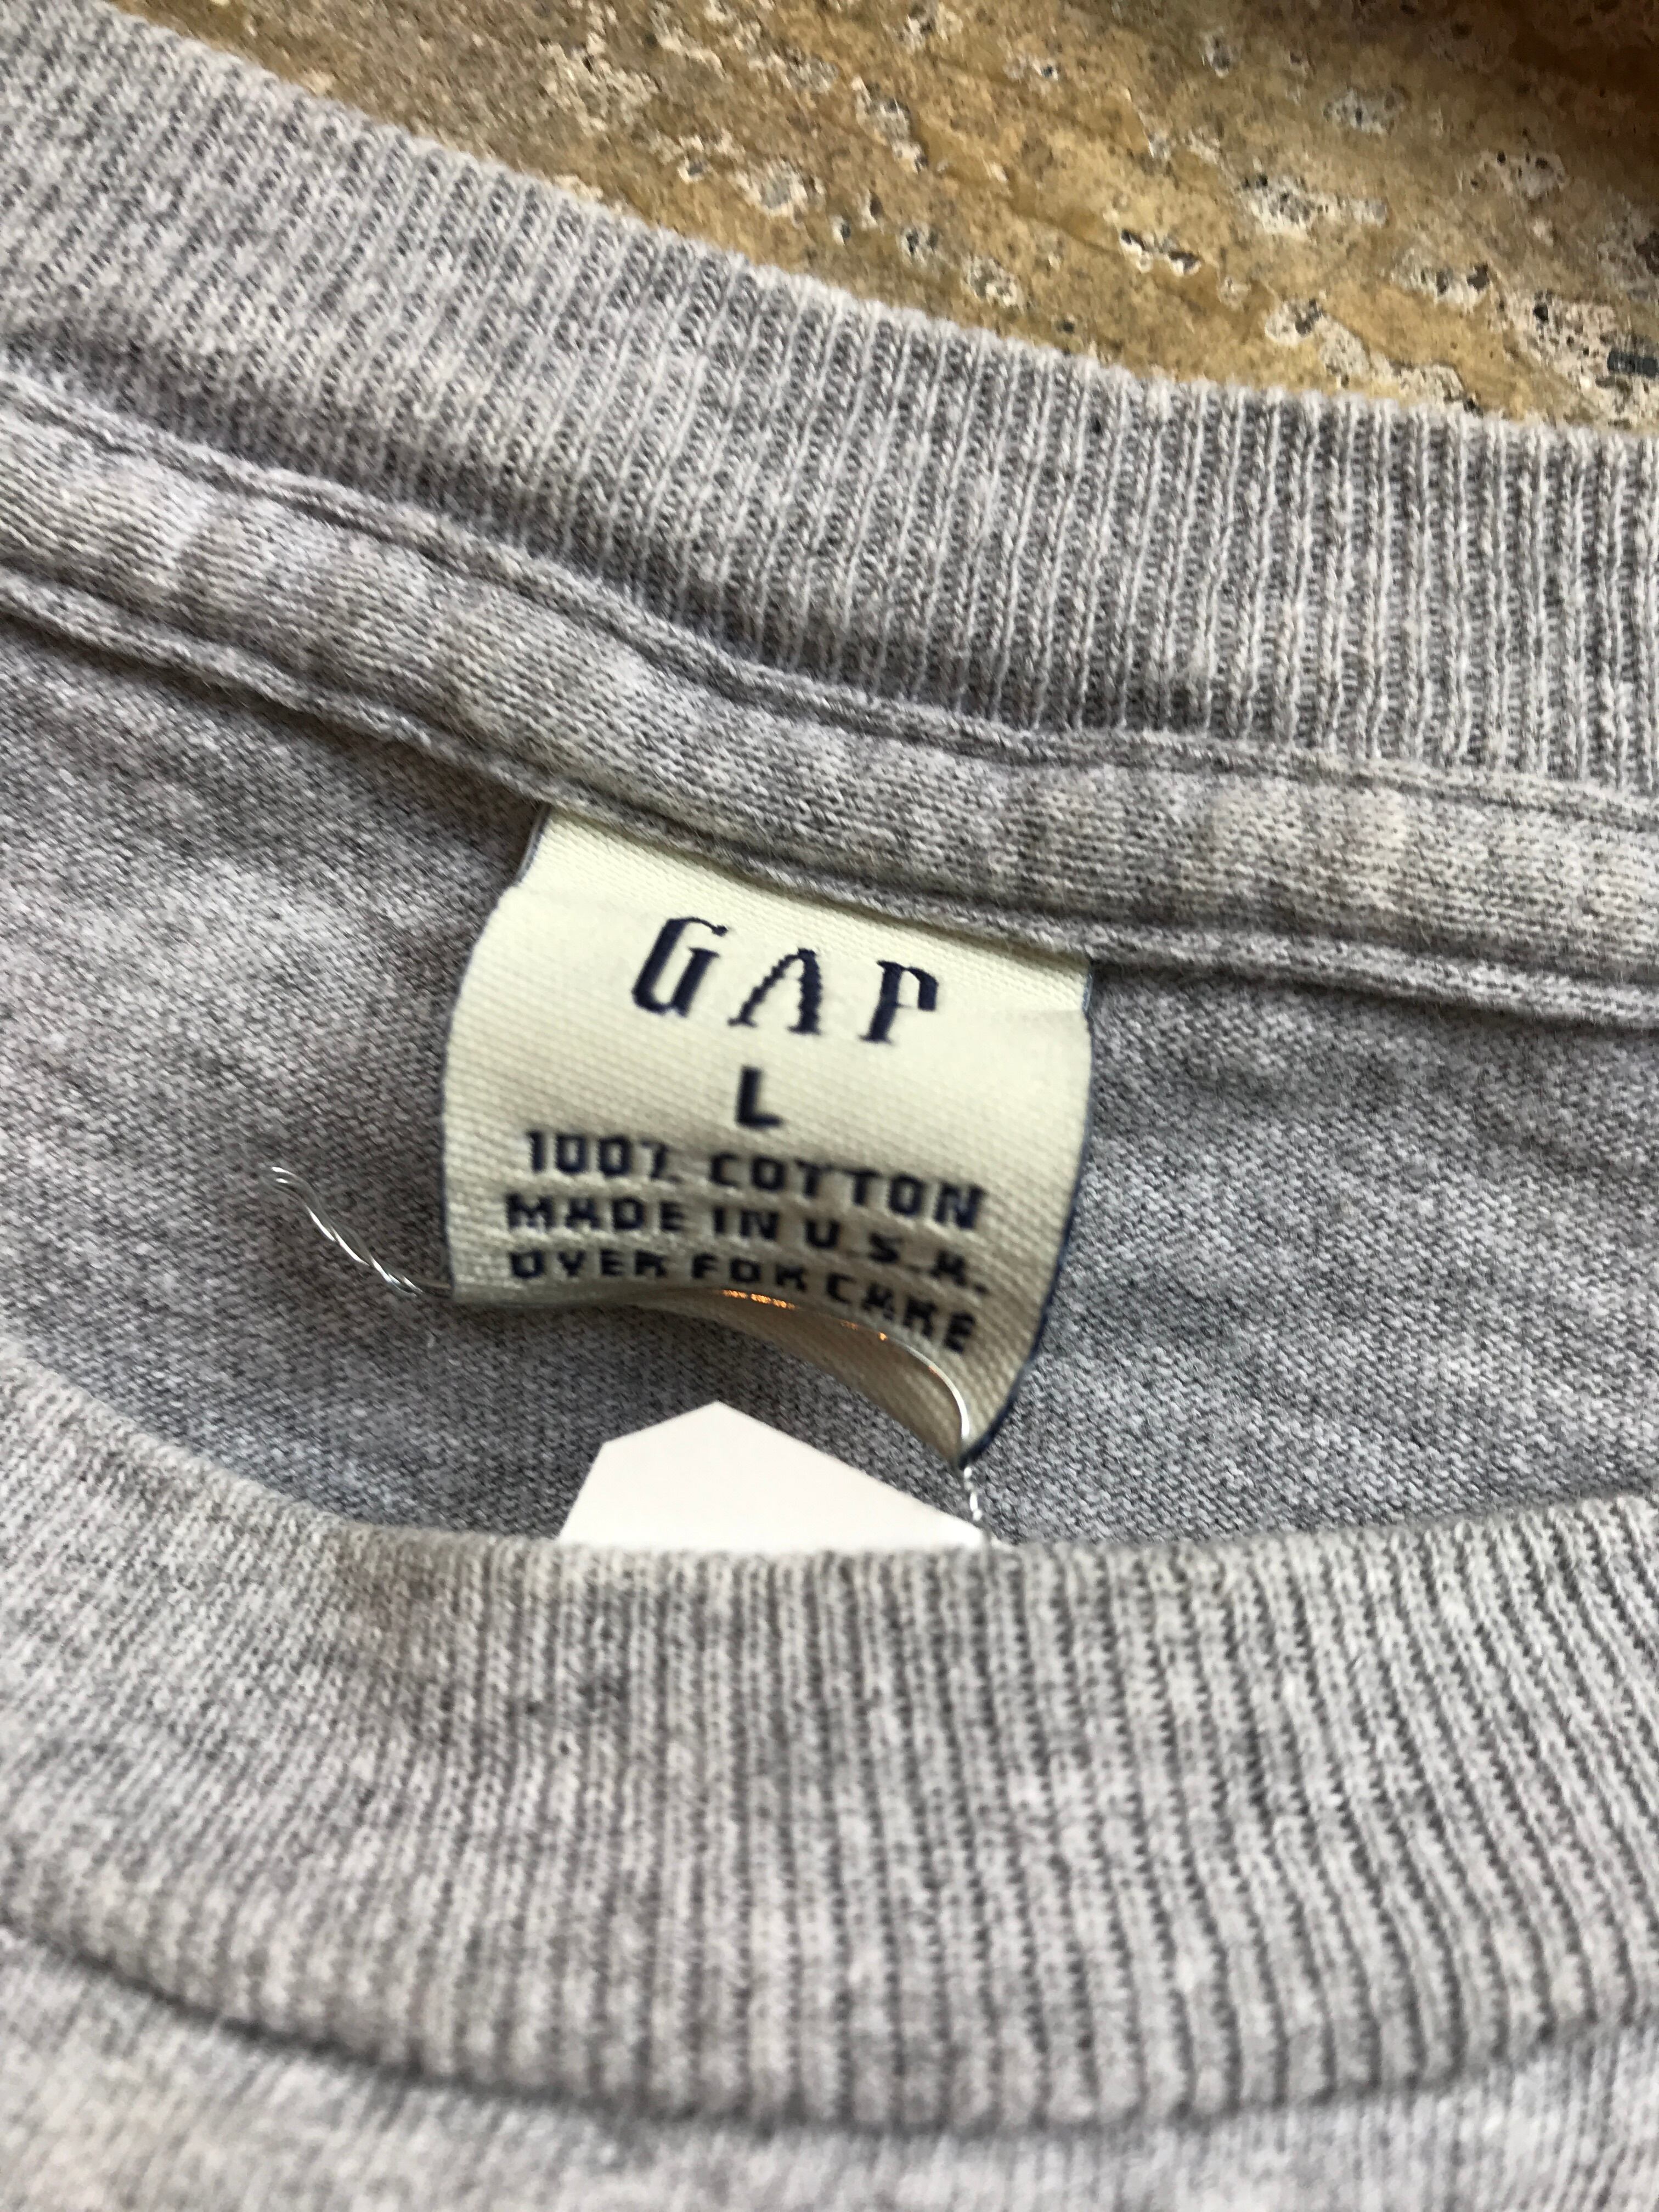 GAP
L
100% COTTON
MADE IN U.S.A.
OVER FOR CARE